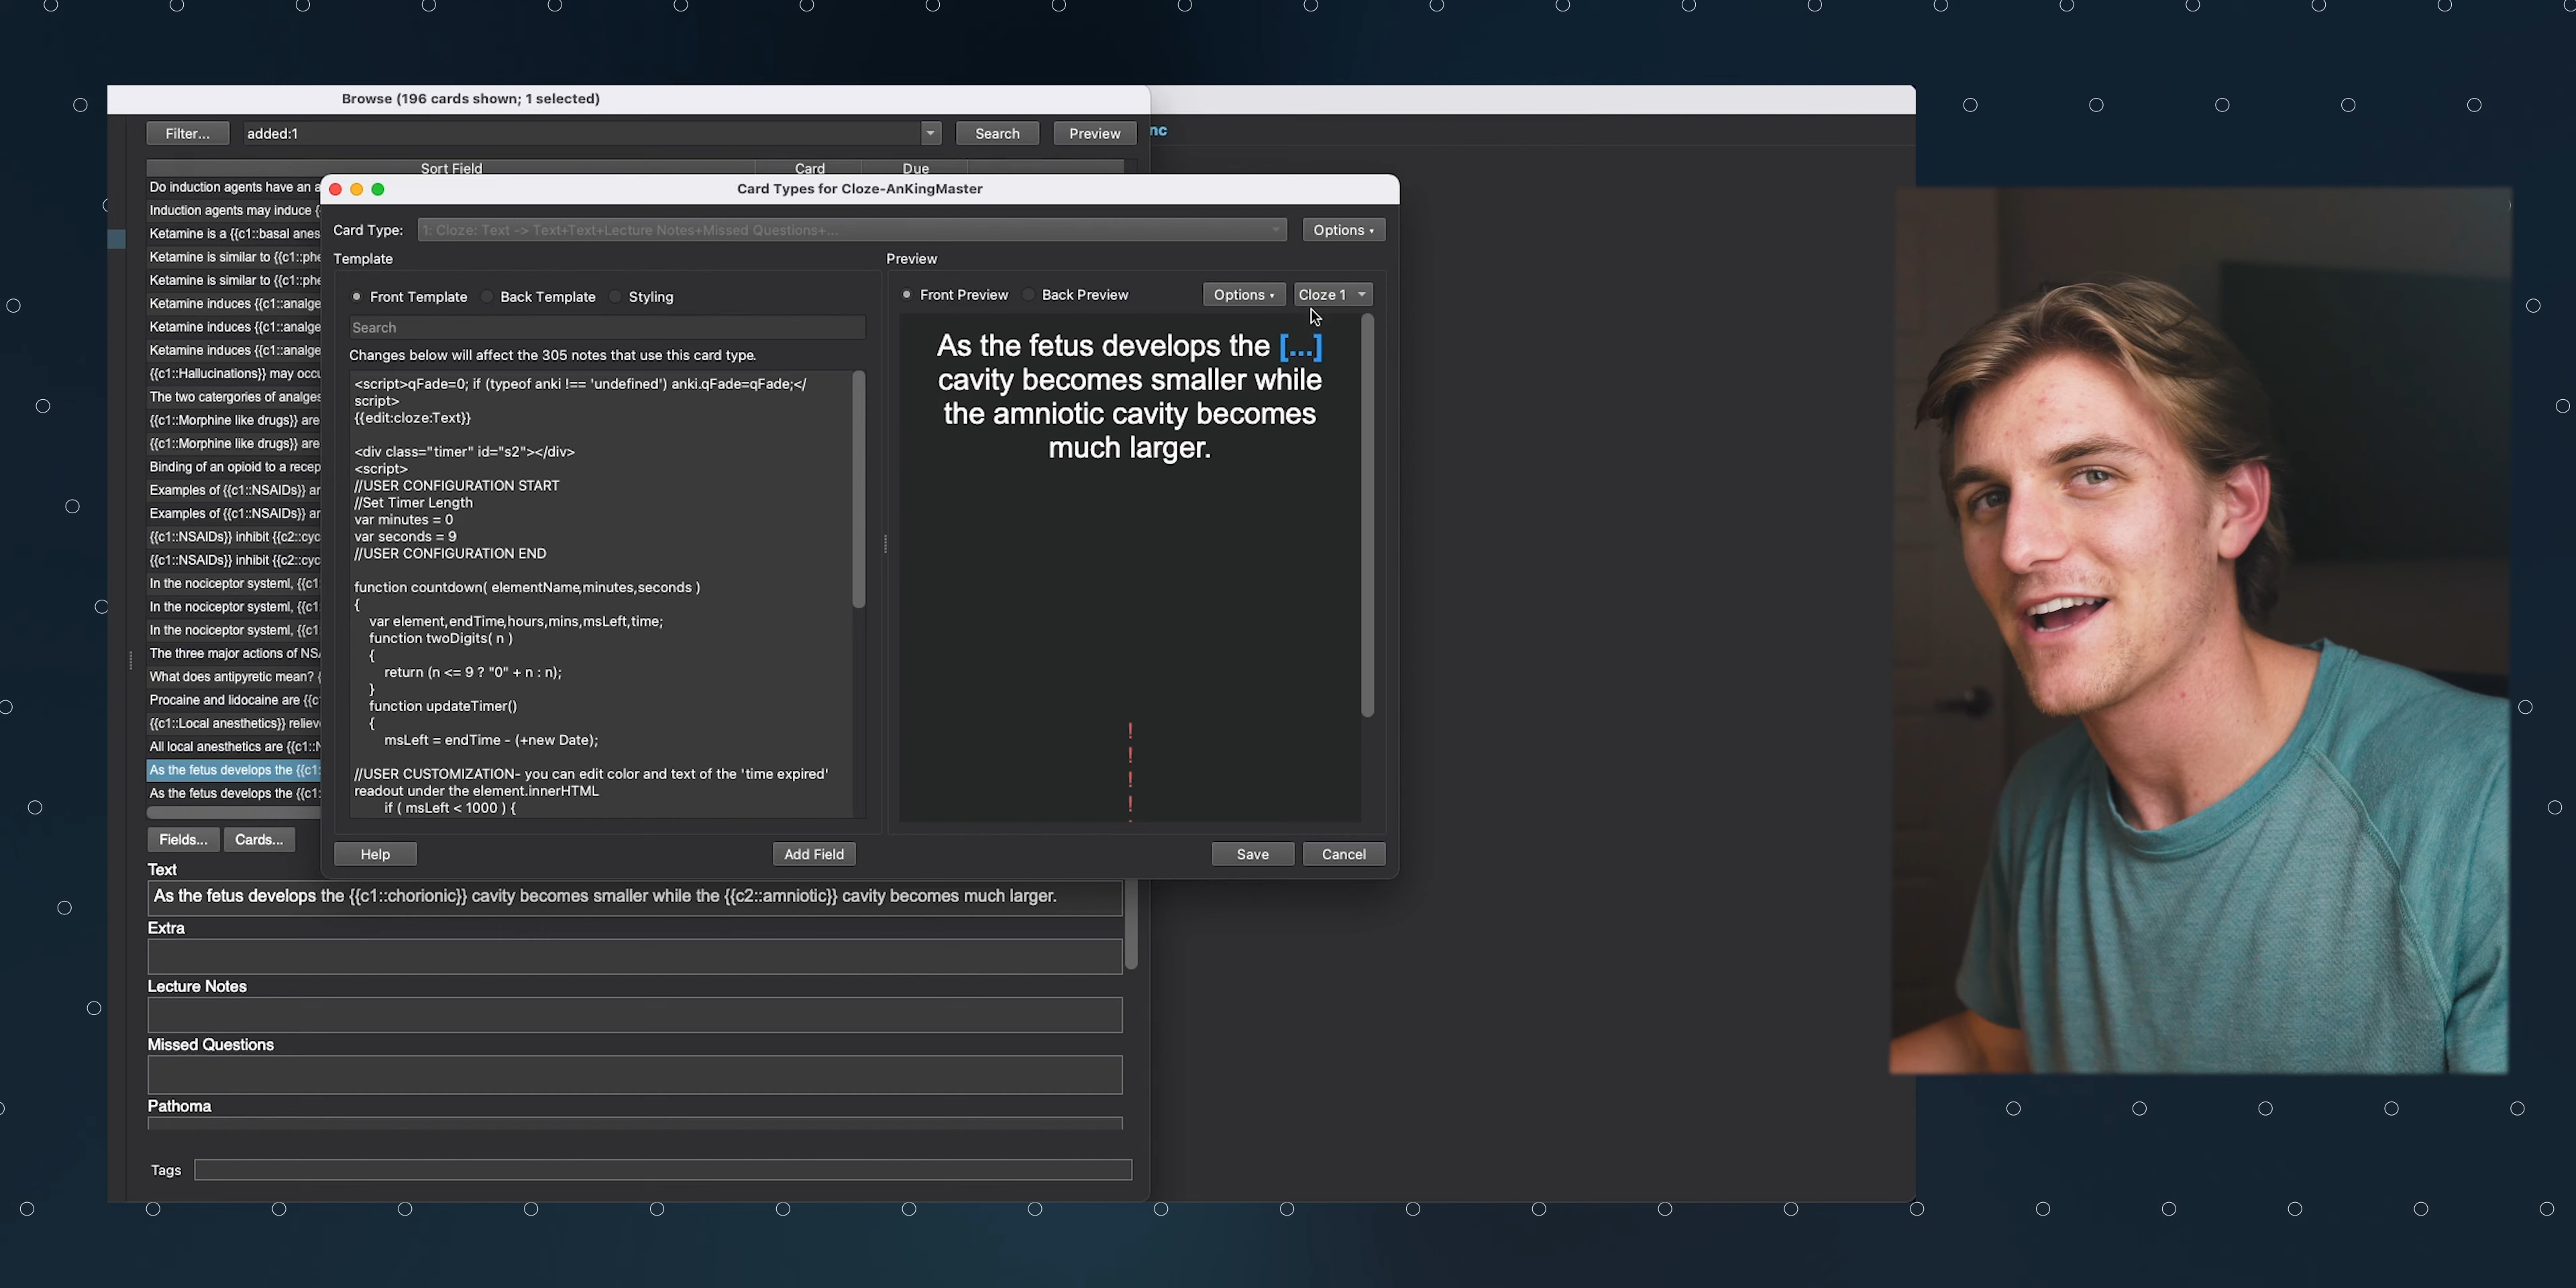 Browse (196 cards shown; 1 selected)
Filter...
added:1
Search
Preview
nc
Sort Field
Card
Due
Do induction agents have an a
Induction agents may induce {
Ketamine is a {{c1::basal anes
Ketamine is similar to {{c1::phe
Ketamine is similar to {{c1::phe
Ketamine induces {{c1::analge
Ketamine induces {{c1::analge
Ketamine induces {{c1::analge
{{c1::Hallucinations}} may occu
The two catergories of analges
{{c1::Morphine like drugs}} are
{{c1::Morphine like drugs}} are
Binding of an opioid to a recep
Examples of {{c1::NSAIDs}} ar
Examples of {{c1::NSAIDs}} ar
{{c1::NSAIDs}} inhibit {{c2::cyc
{{c1::NSAIDs}} inhibit {{c2::cyc
In the nociceptor systeml, {{c1:
In the nociceptor systeml, {{c1:
In the nociceptor systeml, {{c1
The three major actions of NS
What does antipyretic mean? {
Procaine and lidocaine are {{c
{{c1::Local anesthetics}} reliev
All local anesthetics are {{c1::N
As the fetus develops the {{c1:
As the fetus develops the {{c1:
Card Types for Cloze-AnKingMaster
Card Type:
1: Cloze: Text -> Text+Text+Lecture Notes+Missed Questions+...
Options
Template
Front Template
Back Template
Styling
Search
Changes below will affect the 305 notes that use this card type.
<script>qFade=0; if (typeof anki !== 'undefined') anki.qFade=qFade;</
script>
{{edit:cloze:Text}}
<div class="timer" id="s2"></div>
<script>
//USER CONFIGURATION START
//Set Timer Length
var minutes = 0
var seconds = 9
//USER CONFIGURATION END
function countdown( elementName,minutes,seconds )
{
var element,endTime,hours,mins,msLeft,time;
function twoDigits( n )
{
return (n <= 9 ? "0" + n : n);
}
function updateTimer()
{
msLeft = endTime - (+new Date);
//USER CUSTOMIZATION- you can edit color and text of the 'time expired'
readout under the element.innerHTML
if ( msLeft < 1000 ) {
Preview
Front Preview
Back Preview
Options
Cloze 1
As the fetus develops the [...]
cavity becomes smaller while
the amniotic cavity becomes
much larger.
!
!
!
!
Help
Add Field
Save
Cancel
Fields...
Cards...
Text
As the fetus develops the {{c1::chorionic}} cavity becomes smaller while the {{c2::amniotic}} cavity becomes much larger.
Extra
Lecture Notes
Missed Questions
Pathoma
Tags